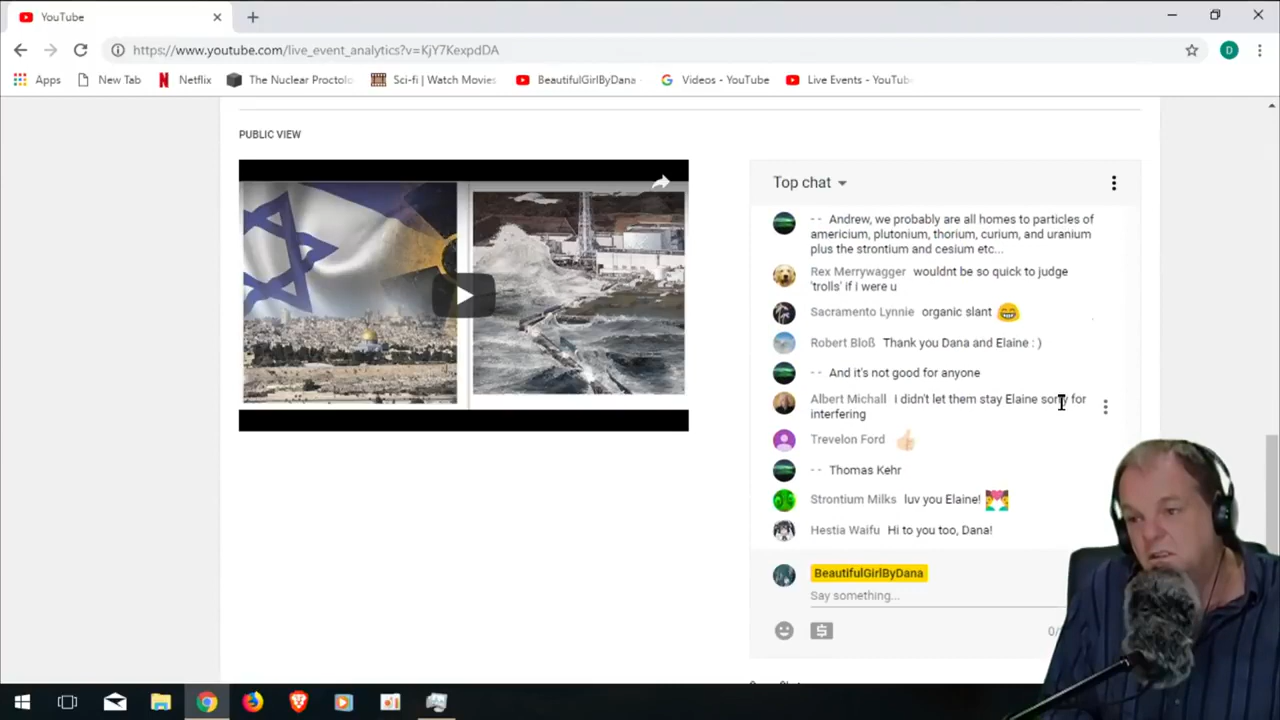 YouTube
https://www.youtube.com/live_event_analytics?v=KjY7KexpdDA
D
Apps
New Tab
Netflix
The Nuclear Procto
Sci-fi | Watch Movies
BeautifulGirlByDana
Videos - YouTube
Live Events - YouTub
PUBLIC VIEW
Top chat
- - Andrew, we probably are all homes to particles of
americium, plutonium, thorium, curium, and uranium
plus the strontium and cesium etc...
Rex Merrywagger wouldnt be so quick to judge
'trolls' if i were u
Sacramento Lynnie organic slant
Robert Bloß Thank you Dana and Elaine : )
- - And it's not good for anyone
Albert Michall I didn't let them stay Elaine sorry for
interfering
Trevelon Ford
- - Thomas Kehr
Strontium Milks luv you Elaine!
Hestia Waifu Hi to you too, Dana!
BeautifulGirlByDana
Say something...
0/